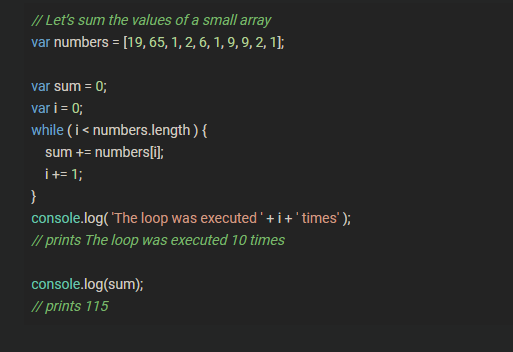 // Let's sum the values of a small array
var numbers = [19, 65, 1, 2, 6, 1, 9, 9, 2, 1];
var sum = 0;
var i = 0;
while ( i < numbers.length ) {
sum += numbers[i];
i += 1;
}
console.log( 'The loop was executed ' + i + ' times' );
// prints The loop was executed 10 times
console.log(sum);
// prints 115